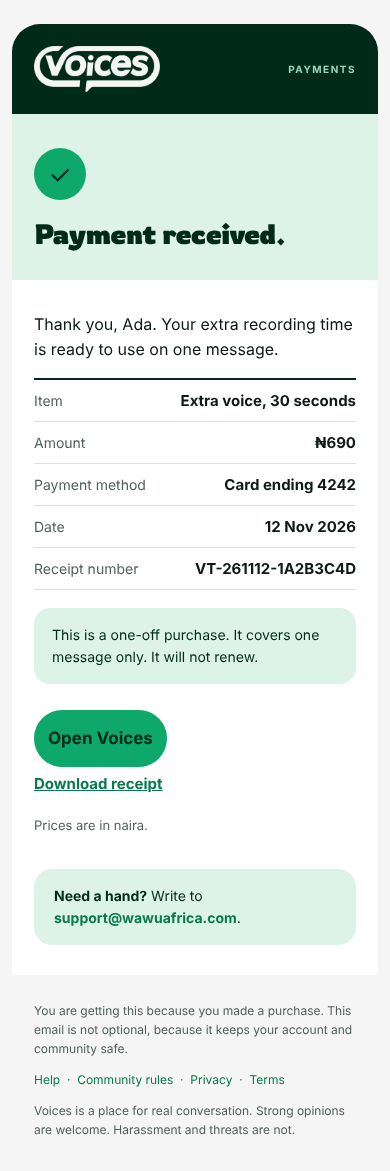 Voices
PAYMENTS
Payment received.
Thank you, Ada. Your extra recording time
is ready to use on one message.
Item Extra voice, 30 seconds
Amount ₦690
Payment method Card ending 4242
Date 12 Nov 2026
Receipt number VT-261112-1A2B3C4D
This is a one-off purchase. It covers one
message only. It will not renew.
Open Voices
Download receipt
Prices are in naira.
Need a hand? Write to
support@wawuafrica.com.
You are getting this because you made a purchase. This
email is not optional, because it keeps your account and
community safe.
Help · Community rules · Privacy · Terms
Voices is a place for real conversation. Strong opinions
are welcome. Harassment and threats are not.